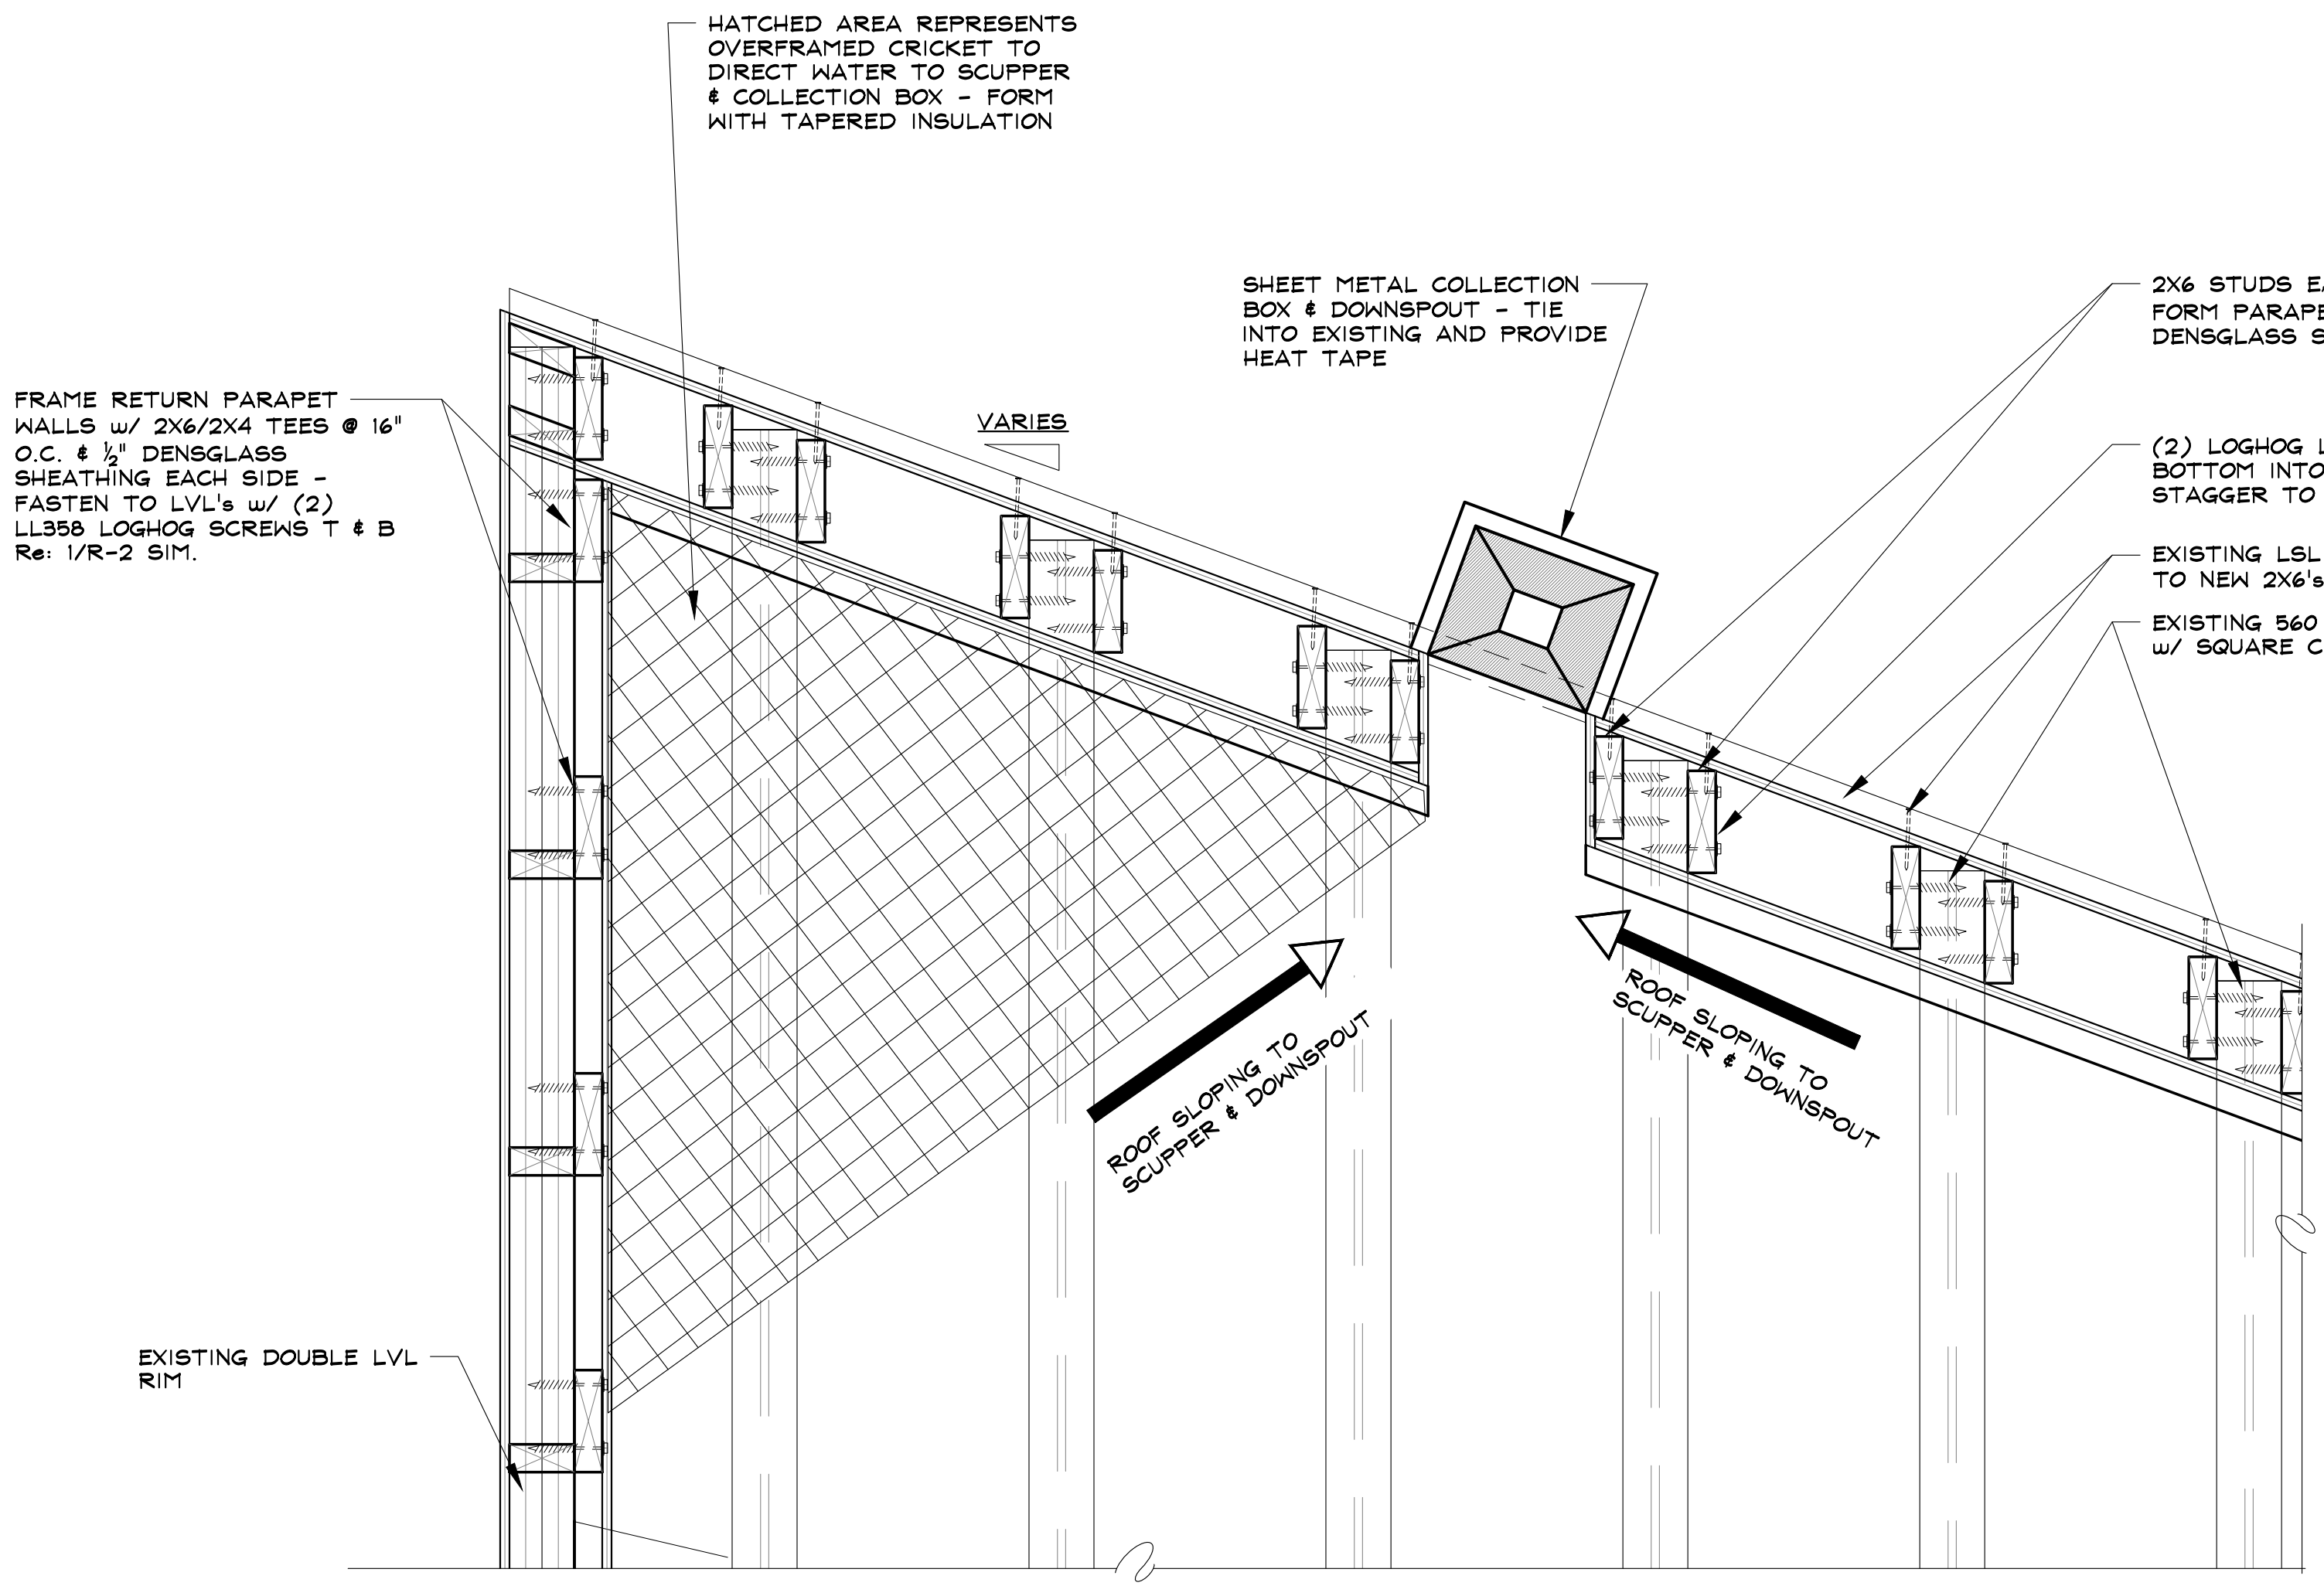 HATCHED AREA REPRESENTS
OVERFRAMED CRICKET TO
DIRECT WATER TO SCUPPER
& COLLECTION BOX - FORM
WITH TAPERED INSULATION
SHEET METAL COLLECTION
BOX & DOWNSPOUT - TIE
INTO EXISTING AND PROVIDE
HEAT TAPE
2X6 STUDS
FORM
DENSGLASS
FRAME RETURN PARAPET
WALLS w/ 2X6/2X4 TEES @ 16"
O.C. & ½" DENSGLASS
SHEATHING EACH SIDE -
FASTEN TO LVL's w/ (2)
LL358 LOGHOG SCREWS T & B
Re: 1/R-2 SIM.
VARIES
(2) LOGHOG
BOTTOM INTO
STAGGER TO
EXISTING LSL
TO NEW 2X6's
EXISTING 560
w/ SQUARE
ROOF SLOPING TO
SCUPPER & DOWNSPOUT
ROOF SLOPING TO
SCUPPER & DOWNSPOUT
EXISTING DOUBLE LVL
RIM